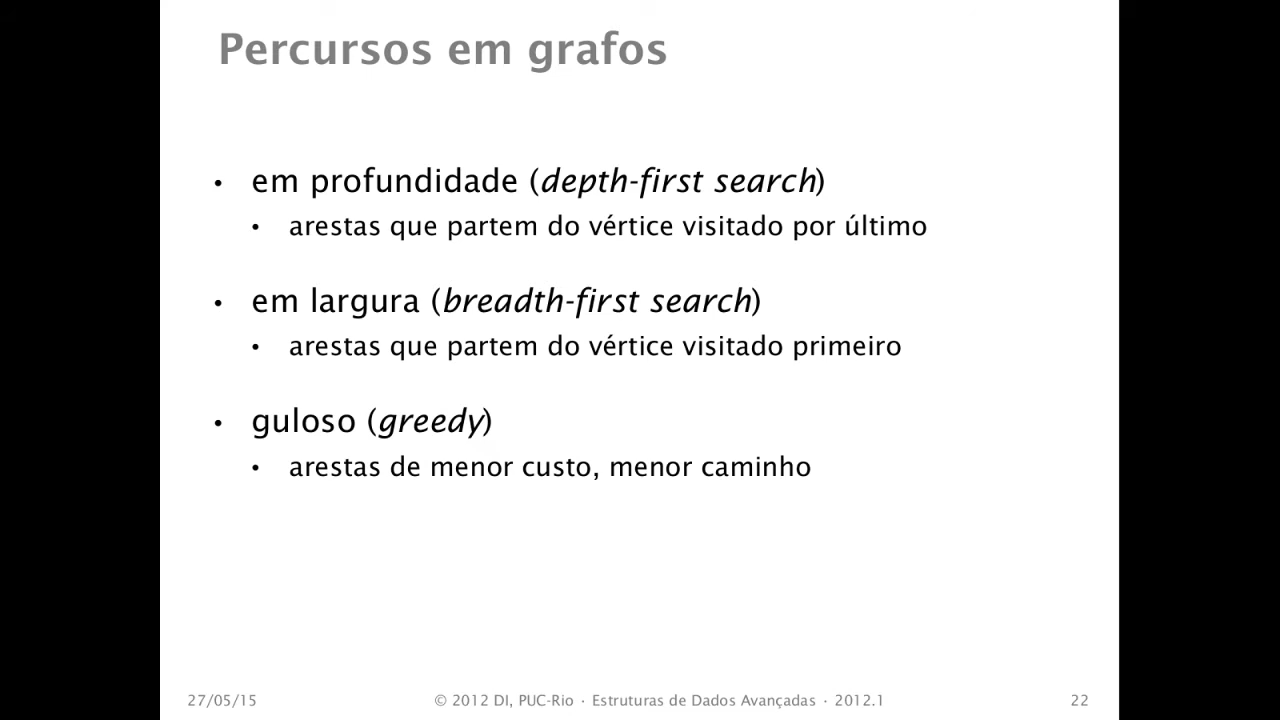 Percursos em grafos
• em profundidade (depth-first search)
• arestas que partem do vértice visitado por último
• em largura (breadth-first search)
• arestas que partem do vértice visitado primeiro
• guloso (greedy)
• arestas de menor custo, menor caminho
27/05/15 © 2012 DI, PUC-Rio · Estruturas de Dados Avançadas · 2012.1 22